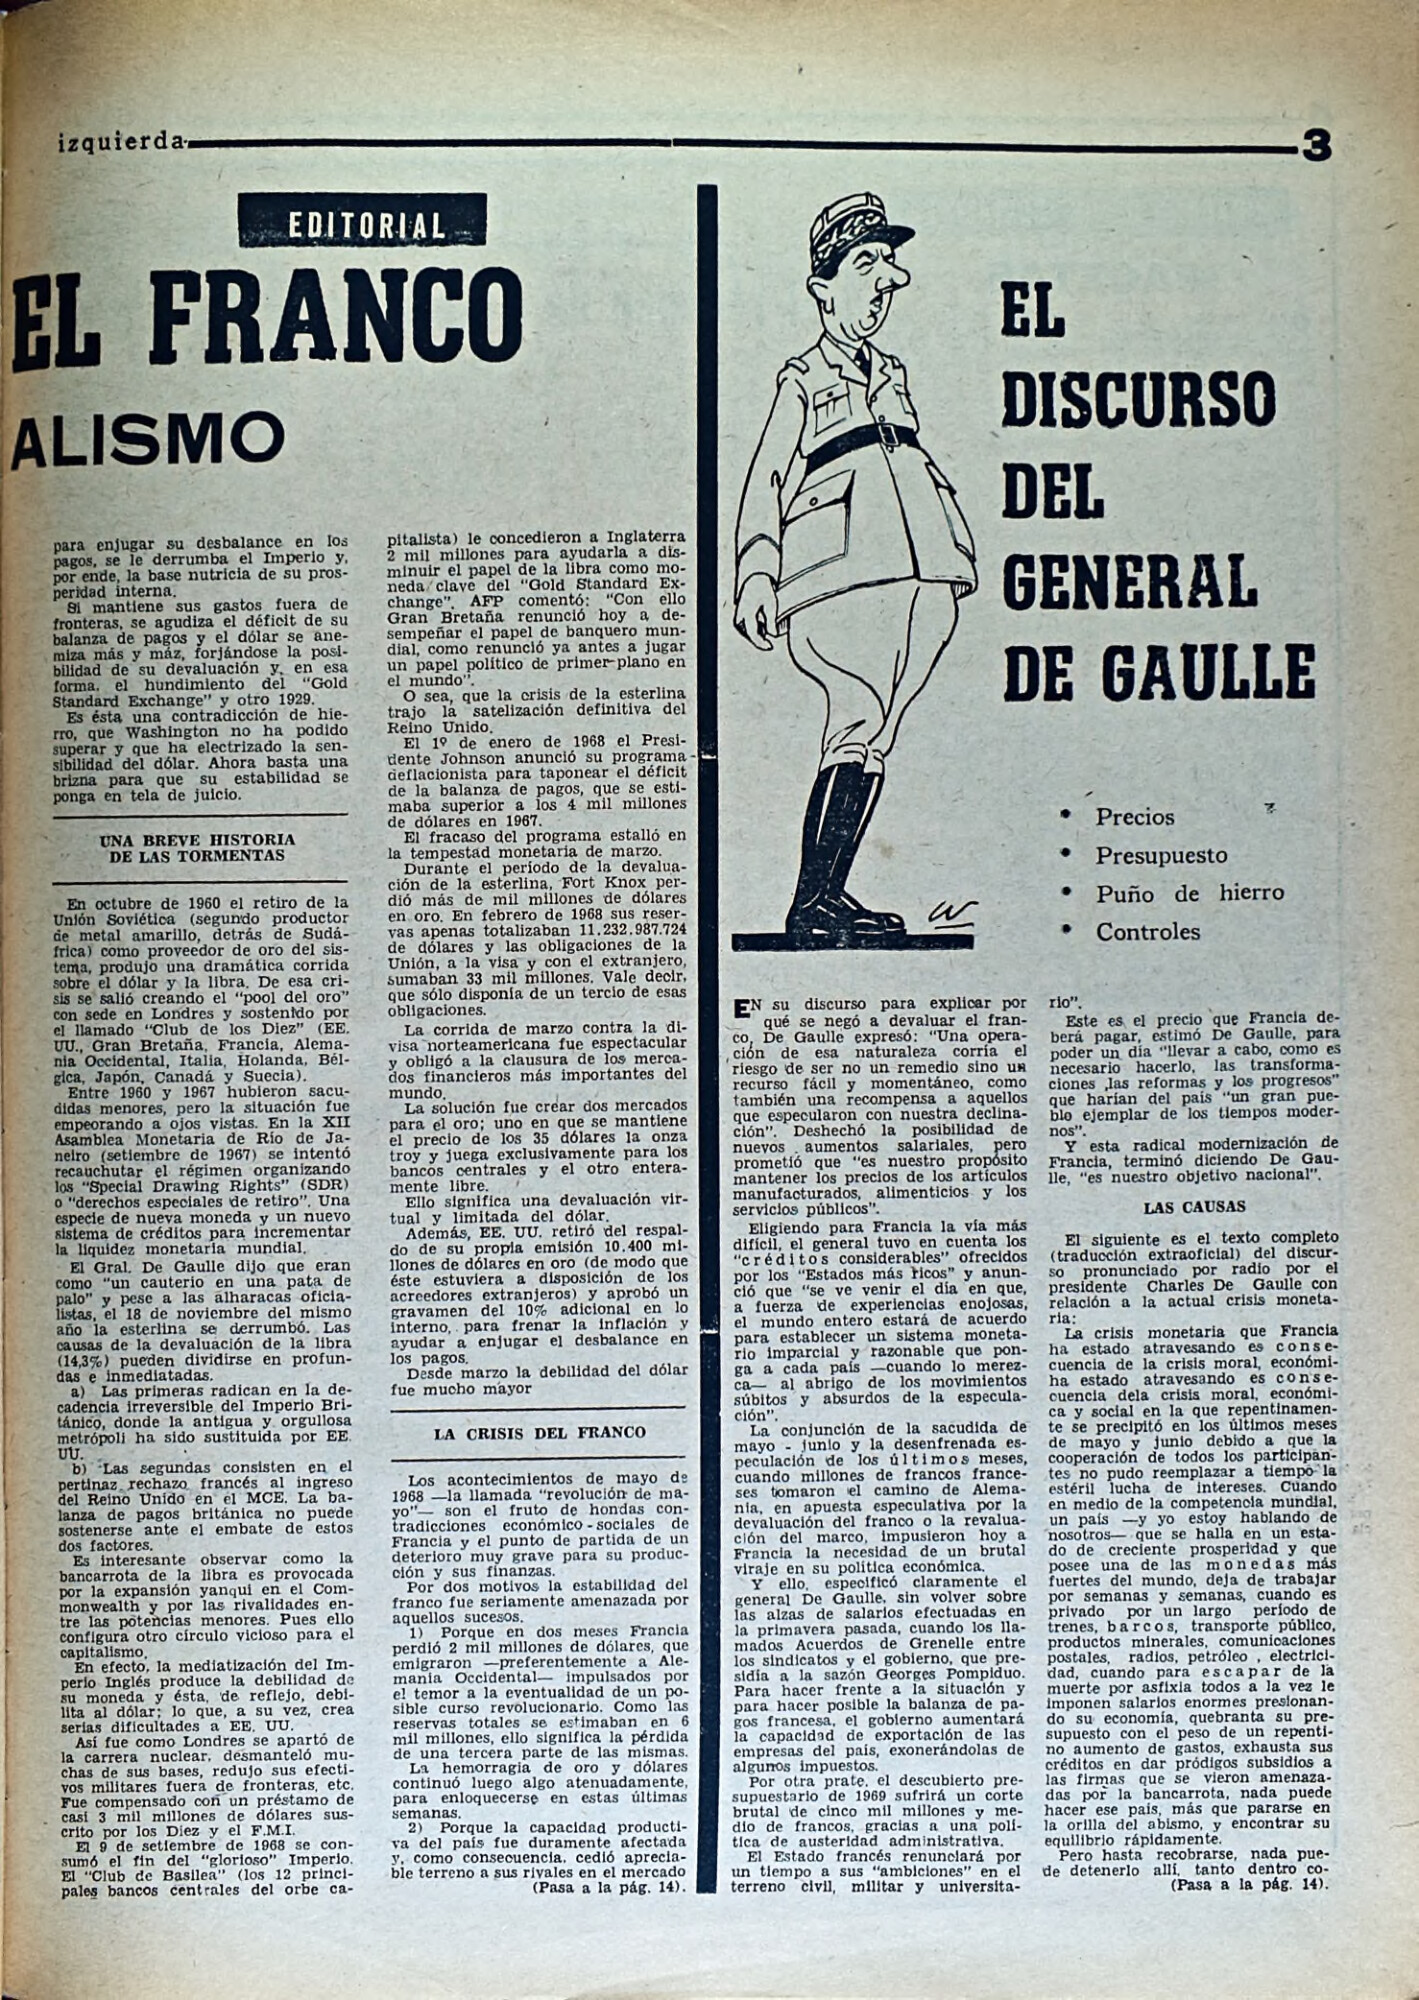 izquierda
3
EDITORIAL
EL FRANCO
ALISMO
para enjugar su desbalance en los
pagos, se le derrumba el Imperio y,
por ende, la base nutricia de su pros-
peridad interna.
Si mantiene sus gastos fuera de
fronteras, se agudiza el déficit de su
balanza de pagos y el dólar se ane-
miza más y máz, forjándose la posi-
bilidad de su devaluación y, en esa
forma, el hundimiento del "Gold
Standard Exchange" y otro 1929.
Es ésta una contradicción de hie-
rro, que Washington no ha podido
superar y que ha electrizado la sen-
sibilidad del dólar. Ahora basta una
brizna para que su estabilidad se
ponga en tela de juicio.
UNA BREVE HISTORIA
DE LAS TORMENTAS
En octubre de 1960 el retiro de la
Unión Soviética (segundo productor
de metal amarillo, detrás de Sudá-
frica) como proveedor de oro del sis-
tema, produjo una dramática corrida
sobre el dólar y la libra. De esa cri-
sis se salió creando el "pool del oro"
con sede en Londres y sostenido por
el llamado "Club de los Diez" (EE.
UU., Gran Bretaña, Francia, Alema-
nia Occidental, Italia, Holanda, Bél-
gica, Japón, Canadá y Suecia).
Entre 1960 y 1967 hubieron sacu-
didas menores, pero la situación fue
empeorando a ojos vistas. En la XII
Asamblea Monetaria de Río de Ja-
neiro (setiembre de 1967) se intentó
recauchutar el régimen organizando
los "Special Drawing Rights" (SDR)
o "derechos especiales de retiro". Una
especie de nueva moneda y un nuevo
sistema de créditos para incrementar
la liquidez monetaria mundial.
El Gral. De Gaulle dijo que eran
como "un cauterio en una pata de
palo" y pese a las alharacas oficia-
listas, el 18 de noviembre del mismo
año la esterlina se derrumbó. Las
causas de la devaluación de la libra
(14,3%) pueden dividirse en profun-
das e inmediatadas.
a) Las primeras radican en la de-
cadencia irreversible del Imperio Bri-
tánico, donde la antigua y orgullosa
metrópoli ha sido sustituida por EE.
UU.
b) Las segundas consisten en el
pertinaz rechazo francés al ingreso
del Reino Unido en el MCE. La ba-
lanza de pagos británica no puede
sostenerse ante el embate de estos
dos factores.
Es interesante observar como la
bancarrota de la libra es provocada
por la expansión yanqui en el Com-
monwealth y por las rivalidades en-
tre las potencias menores. Pues ello
configura otro círculo vicioso para el
capitalismo.
En efecto, la mediatización del Im-
perio Inglés produce la debilidad de
su moneda y ésta, de reflejo, debi-
lita al dólar; lo que, a su vez, crea
serias dificultades a EE. UU.
Así fue como Londres se apartó de
la carrera nuclear, desmanteló mu-
chas de sus bases, redujo sus efecti-
vos militares fuera de fronteras, etc.
Fue compensado con un préstamo de
casi 3 mil millones de dólares sus-
crito por los Diez y el F.M.I.
El 9 de setiembre de 1968 se con-
sumó el fin del "glorioso" Imperio.
El "Club de Basilea" (los 12 princi-
pales bancos centrales del orbe ca-
pitalista) le concedieron a Inglaterra
2 mil millones para ayudarla a dis-
minuir el papel de la libra como mo-
neda clave del "Gold Standard Ex-
change". AFP comentó: "Con ello
Gran Bretaña renunció hoy a de-
sempeñar el papel de banquero mun-
dial, como renunció ya antes a jugar
un papel político de primer plano en
el mundo".
O sea, que la crisis de la esterlina
trajo la satelización definitiva del
Reino Unido.
El 1º de enero de 1968 el Presi-
dente Johnson anunció su programa
deflacionista para taponear el déficit
de la balanza de pagos, que se esti-
maba superior a los 4 mil millones
de dólares en 1967.
El fracaso del programa estalló en
la tempestad monetaria de marzo.
Durante el período de la devalua-
ción de la esterlina, Fort Knox per-
dió más de mil millones de dólares
en oro. En febrero de 1968 sus reser-
vas apenas totalizaban 11.232.987.724
de dólares y las obligaciones de la
Unión, a la visa y con el extranjero,
sumaban 33 mil millones. Vale decir,
que sólo disponía de un tercio de esas
obligaciones.
La corrida de marzo contra la di-
visa norteamericana fue espectacular
y obligó a la clausura de los merca-
dos financieros más importantes del
mundo.
La solución fue crear dos mercados
para el oro; uno en que se mantiene
el precio de los 35 dólares la onza
troy y juega exclusivamente para los
bancos centrales y el otro entera-
mente libre.
Ello significa una devaluación vir-
tual y limitada del dólar.
Además, EE. UU. retiró del respal-
do de su propia emisión 10.400 mi-
llones de dólares en oro (de modo que
éste estuviera a disposición de los
acreedores extranjeros) y aprobó un
gravamen del 10% adicional en lo
interno, para frenar la inflación y
ayudar a enjugar el desbalance en
los pagos.
Desde marzo la debilidad del dólar
fue mucho mayor
LA CRISIS DEL FRANCO
Los acontecimientos de mayo de
1968 —la llamada "revolución de ma-
yo"— son el fruto de hondas con-
tradicciones económico-sociales de
Francia y el punto de partida de un
deterioro muy grave para su produc-
ción y sus finanzas.
Por dos motivos la estabilidad del
franco fue seriamente amenazada por
aquellos sucesos.
1) Porque en dos meses Francia
perdió 2 mil millones de dólares, que
emigraron —preferentemente a Ale-
mania Occidental— impulsados por
el temor a la eventualidad de un po-
sible curso revolucionario. Como las
reservas totales se estimaban en 6
mil millones, ello significa la pérdida
de una tercera parte de las mismas.
La hemorragia de oro y dólares
continuó luego algo atenuadamente,
para enloquecerse en estas últimas
semanas.
2) Porque la capacidad producti-
va del país fue duramente afectada
y, como consecuencia, cedió aprecia-
ble terreno a sus rivales en el mercado
(Pasa a la pág. 14).
EL
DISCURSO
DEL
GENERAL
DE GAULLE
• Precios
• Presupuesto
• Puño de hierro
• Controles
EN su discurso para explicar por
qué se negó a devaluar el fran-
co, De Gaulle expresó: "Una opera-
ción de esa naturaleza corría el
riesgo de ser no un remedio sino un
recurso fácil y momentáneo, como
también una recompensa a aquellos
que especularon con nuestra declina-
ción". Deshechó la posibilidad de
nuevos aumentos salariales, pero
prometió que "es nuestro propósito
mantener los precios de los artículos
manufacturados, alimenticios y los
servicios públicos".
Eligiendo para Francia la vía más
difícil, el general tuvo en cuenta los
"créditos considerables" ofrecidos
por los "Estados más ricos" y anun-
ció que "se ve venir el día en que,
a fuerza de experiencias enojosas,
el mundo entero estará de acuerdo
para establecer un sistema moneta-
rio imparcial y razonable que pon-
ga a cada país —cuando lo merez-
ca— al abrigo de los movimientos
súbitos y absurdos de la especula-
ción".
La conjunción de la sacudida de
mayo - junio y la desenfrenada es-
peculación de los últimos meses,
cuando millones de francos france-
ses tomaron el camino de Alema-
nia, en apuesta especulativa por la
devaluación del franco o la revalua-
ción del marco, impusieron hoy a
Francia la necesidad de un brutal
viraje en su política económica.
Y ello, especificó claramente el
general De Gaulle, sin volver sobre
las alzas de salarios efectuadas en
la primavera pasada, cuando los lla-
mados Acuerdos de Grenelle entre
los sindicatos y el gobierno, que pre-
sidía a la sazón Georges Pompiduo.
Para hacer frente a la situación y
para hacer posible la balanza de pa-
gos francesa, el gobierno aumentará
la capacidad de exportación de las
empresas del país, exonerándolas de
algunos impuestos.
Por otra prate, el descubierto pre-
supuestario de 1969 sufrirá un corte
brutal de cinco mil millones y me-
dio de francos, gracias a una polí-
tica de austeridad administrativa.
El Estado francés renunciará por
un tiempo a sus "ambiciones" en el
terreno civil, militar y universita-
rio".
Este es el precio que Francia de-
berá pagar, estimó De Gaulle, para
poder un día "llevar a cabo, como es
necesario hacerlo, las transforma-
ciones ,las reformas y los progresos"
que harían del país "un gran pue-
blo ejemplar de los tiempos moder-
nos".
Y esta radical modernización de
Francia, terminó diciendo De Gau-
lle, "es nuestro objetivo nacional".
LAS CAUSAS
El siguiente es el texto completo
(traducción extraoficial) del discur-
so pronunciado por radio por el
presidente Charles De Gaulle con
relación a la actual crisis moneta-
ria:
La crisis monetaria que Francia
ha estado atravesando es conse-
cuencia de la crisis moral, económi-
ha estado atravesando es conse-
cuencia dela crisis moral, económi-
ca y social en la que repentinamen-
te se precipitó en los últimos meses
de mayo y junio debido a que la
cooperación de todos los participan-
tes no pudo reemplazar a tiempo la
estéril lucha de intereses. Cuando
en medio de la competencia mundial,
un país —y yo estoy hablando de
nosotros— que se halla en un esta-
do de creciente prosperidad y que
posee una de las monedas más
fuertes del mundo, deja de trabajar
por semanas y semanas, cuando es
privado por un largo período de
trenes, barcos, transporte público,
productos minerales, comunicaciones
postales, radios, petróleo , electrici-
dad, cuando para escapar de la
muerte por asfixia todos a la vez le
imponen salarios enormes presionan-
do su economía, quebranta su pre-
supuesto con el peso de un repenti-
no aumento de gastos, exhausta sus
créditos en dar pródigos subsidios a
las firmas que se vieron amenaza-
das por la bancarrota, nada puede
hacer ese país, más que pararse en
la orilla del abismo, y encontrar su
equilibrio rápidamente.
Pero hasta recobrarse, nada pue-
de detenerlo allí, tanto dentro co-
(Pasa a la pág. 14).